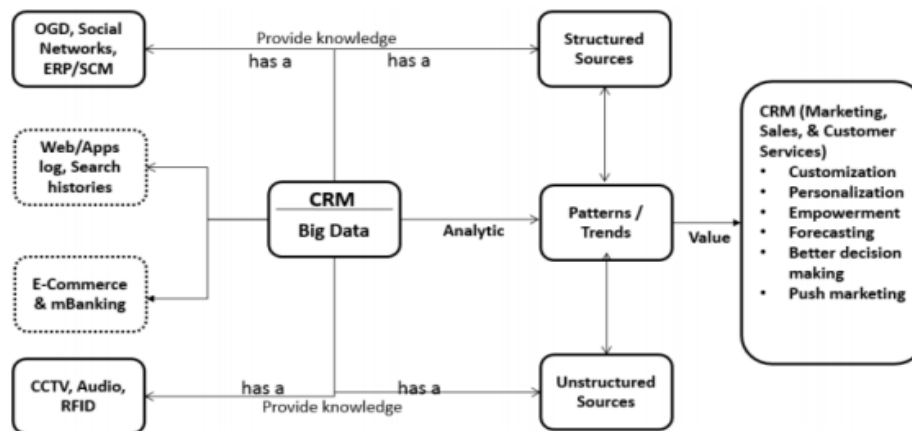 OGD, Social
Networks,
ERP/SCM
Provide knowledge
has a
has a
Structured
Sources
Web/Apps
log, Search
histories
CRM
Big Data
Analytic
Patterns /
Trends
Value
CRM (Marketing,
Sales, & Customer
Services)
• Customization
• Personalization
• Empowerment
• Forecasting
• Better decision
making
• Push marketing
E-Commerce
& mBanking
CCTV, Audio,
RFID
has a
has a
Provide knowledge
Unstructured
Sources